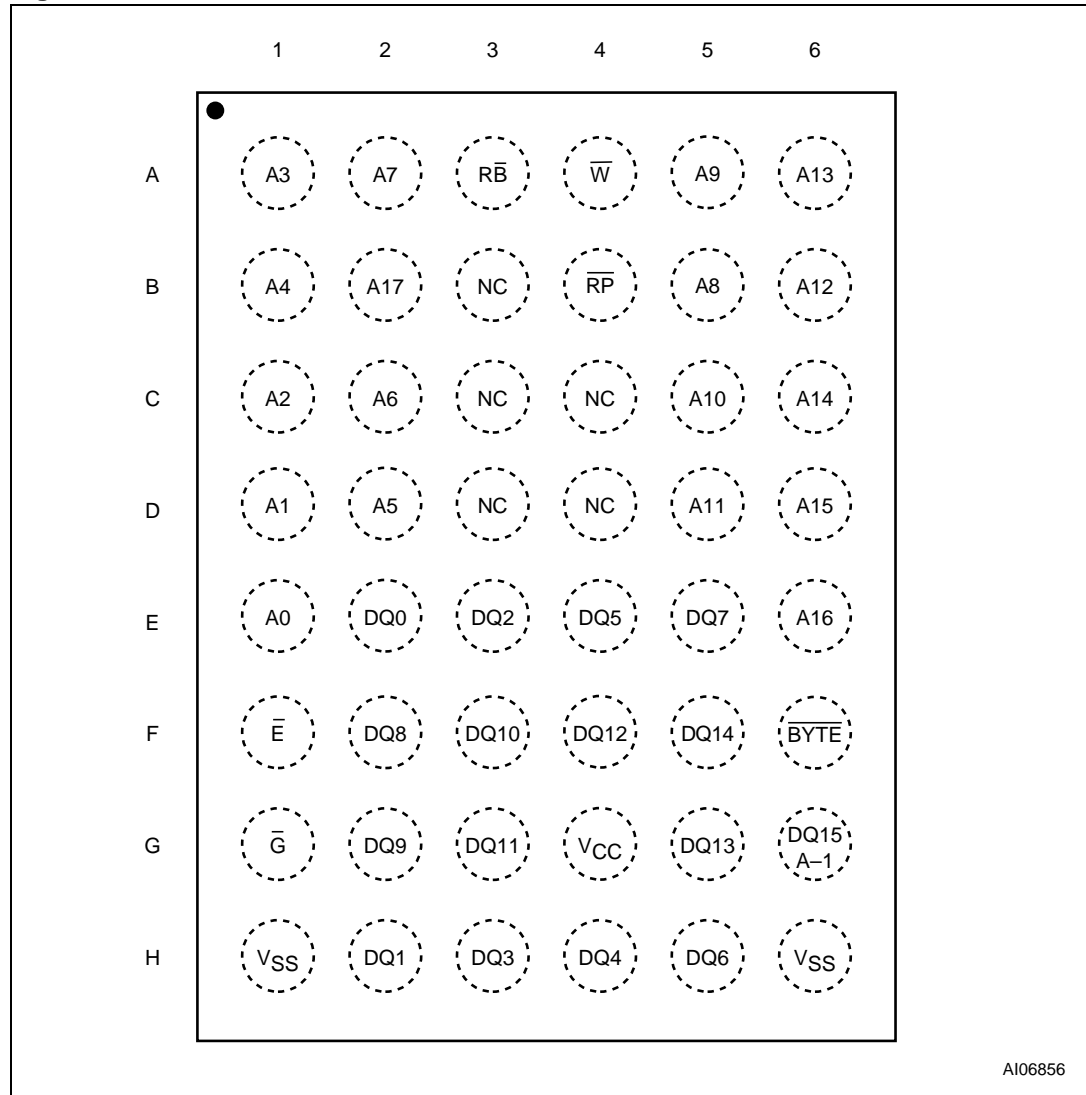 1 2 3 4 5 6
A A3 A7 RB̅ W̅ A9 A13
B A4 A17 NC R̅P̅ A8 A12
C A2 A6 NC NC A10 A14
D A1 A5 NC NC A11 A15
E A0 DQ0 DQ2 DQ5 DQ7 A16
F E̅ DQ8 DQ10 DQ12 DQ14 B̅Y̅T̅E̅
G G̅ DQ9 DQ11 VCC DQ13 DQ15
A–1
H VSS DQ1 DQ3 DQ4 DQ6 VSS
AI06856